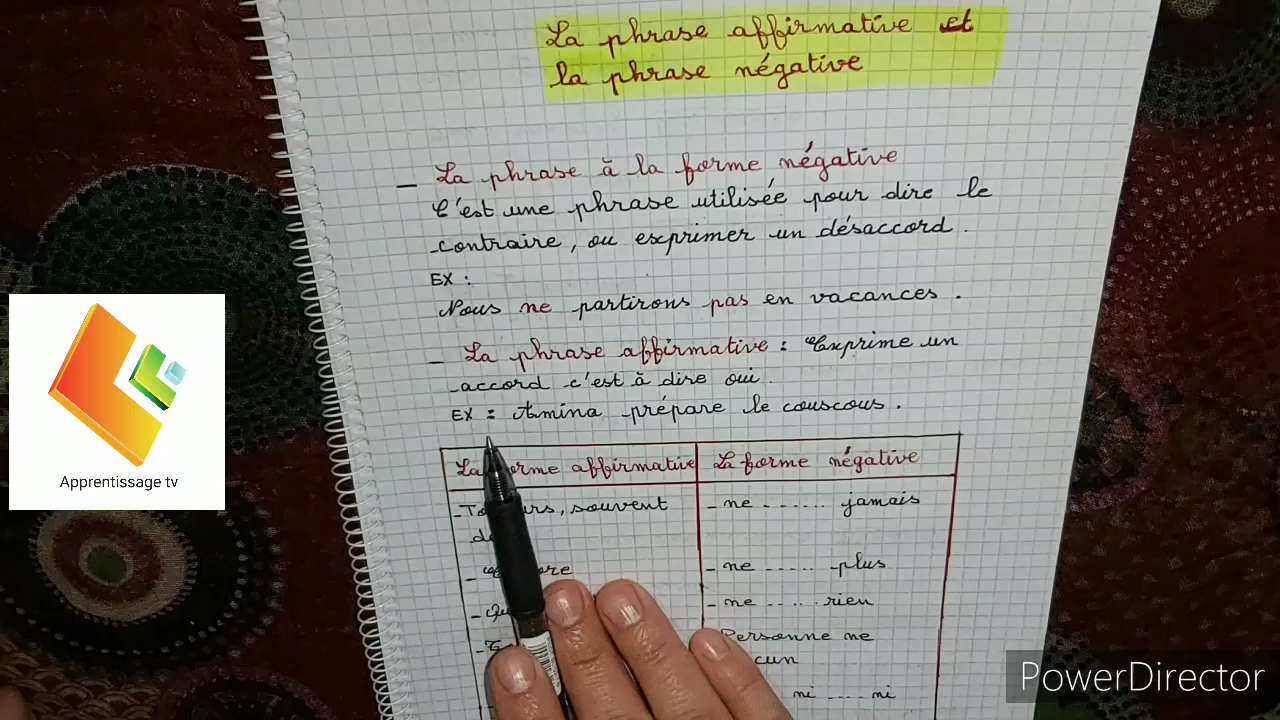 La phrase affirmative et
la phrase négative
- La phrase à la forme négative
C'est une phrase utilisée pour dire le
contraire, ou exprimer un désaccord.
EX :
Nous ne partirons pas en vacances.
- La phrase affirmative : Exprime un
accord c'est à dire oui.
EX : Amina prépare le couscous.
La forme affirmative
La forme négative
souvent
- ne ....... jamais
- ne ...... plus
- ne ..... rien
Personne ne
ni .... ni
Apprentissage tv
PowerDirector